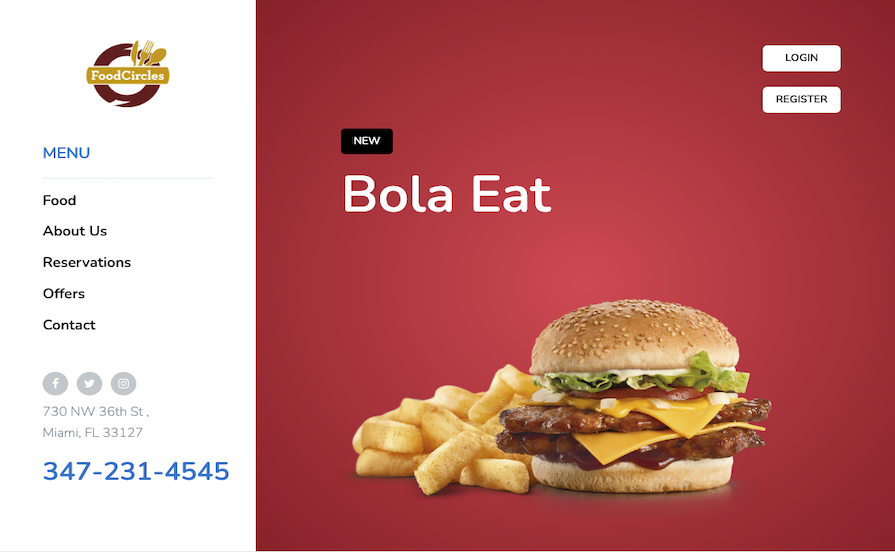 FoodCircles
MENU
Food
About Us
Reservations
Offers
Contact
730 NW 36th St ,
Miami, FL 33127
347-231-4545
LOGIN
REGISTER
NEW
Bola Eat